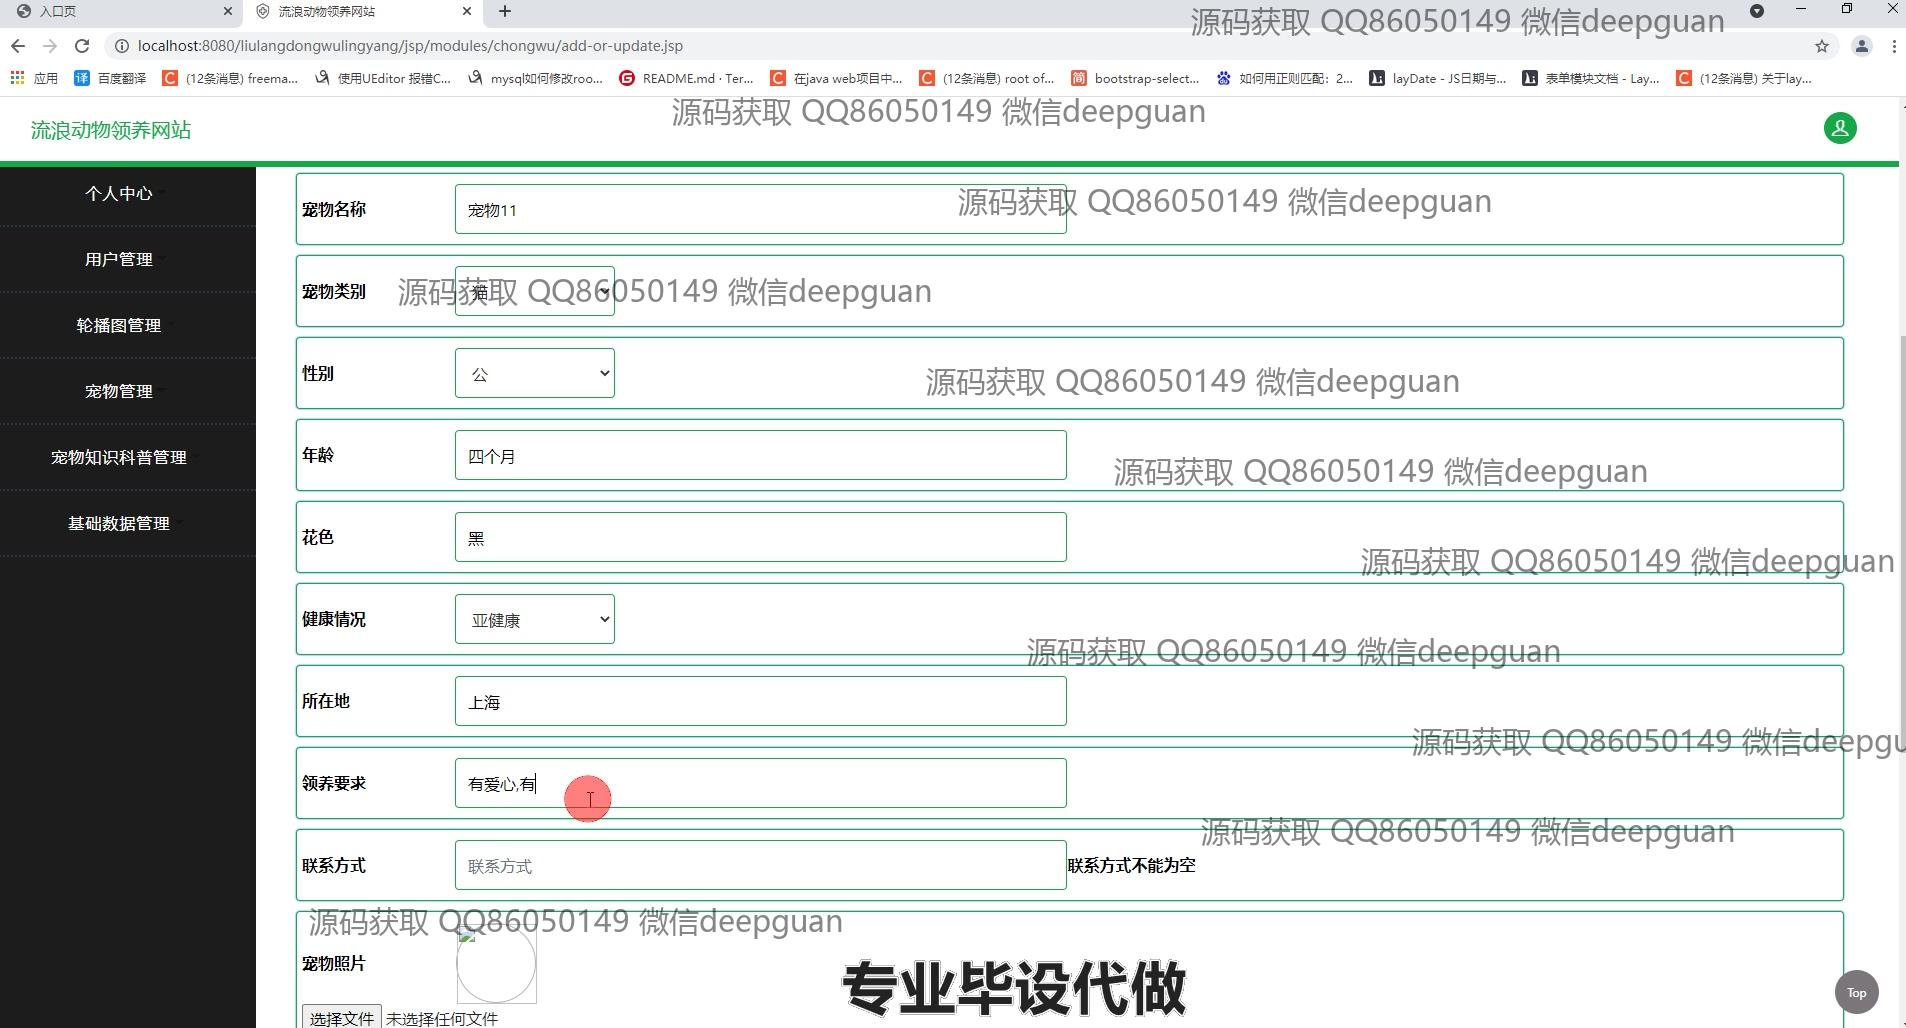 入口页
流浪动物领养网站
源码获取 QQ86050149 微信deepguan
localhost:8080/liulangdongwulingyang/jsp/modules/chongwu/add-or-update.jsp
应用
百度翻译
(12条消息) freema...
使用UEditor 报错C...
mysql如何修改roo...
README.md · Ter...
在java web项目中...
(12条消息) root of...
bootstrap-select...
如何用正则匹配：2...
layDate - JS日期与...
表单模块文档 - Lay...
(12条消息) 关于lay...
源码获取 QQ86050149 微信deepguan
流浪动物领养网站
个人中心
用户管理
轮播图管理
宠物管理
宠物知识科普管理
基础数据管理
宠物名称 宠物11
源码获取 QQ86050149 微信deepguan
宠物类别 猫
源码获取 QQ86050149 微信deepguan
性别 公
源码获取 QQ86050149 微信deepguan
年龄 四个月
源码获取 QQ86050149 微信deepguan
花色 黑
源码获取 QQ86050149 微信deepguan
健康情况 亚健康
源码获取 QQ86050149 微信deepguan
所在地 上海
源码获取 QQ86050149 微信deepgu
领养要求 有爱心,有
源码获取 QQ86050149 微信deepguan
联系方式 联系方式 联系方式不能为空
源码获取 QQ86050149 微信deepguan
宠物照片
选择文件 未选择任何文件
专业毕设代做
Top